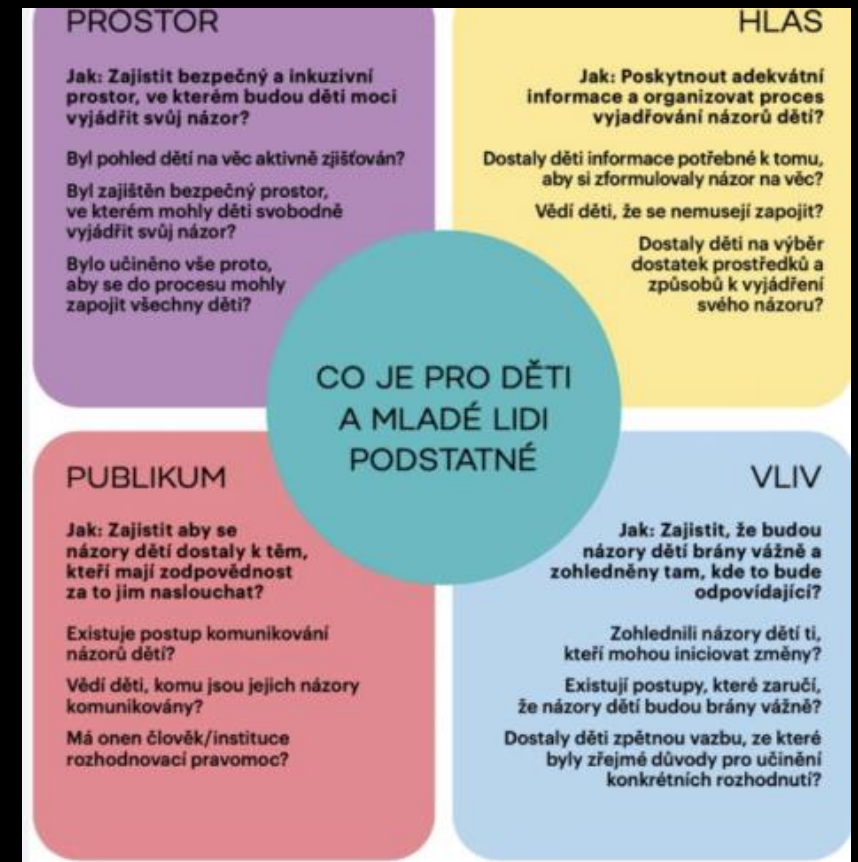 PROSTOR
Jak: Zajistit bezpečný a inkuzivní
prostor, ve kterém budou děti moci
vyjádřit svůj názor?
Byl pohled dětí na věc aktivně zjišťován?
Byl zajištěn bezpečný prostor,
ve kterém mohly děti svobodně
vyjádřit svůj názor?
Bylo učiněno vše proto,
aby se do procesu mohly
zapojit všechny děti?
HLAS
Jak: Poskytnout adekvátní
informace a organizovat proces
vyjadřování názorů dětí?
Dostaly děti informace potřebné k tomu,
aby si zformulovaly názor na věc?
Vědí děti, že se nemusejí zapojit?
Dostaly děti na výběr
dostatek prostředků a
způsobů k vyjádření
svého názoru?
CO JE PRO DĚTI
A MLADÉ LIDI
PODSTATNÉ
PUBLIKUM
Jak: Zajistit aby se
názory dětí dostaly k těm,
kteří mají zodpovědnost
za to jim naslouchat?
Existuje postup komunikování
názorů dětí?
Vědí děti, komu jsou jejich názory
komunikovány?
Má onen člověk/instituce
rozhodovací pravomoc?
VLIV
Jak: Zajistit, že budou
názory dětí brány vážně a
zohledněny tam, kde to bude
odpovídající?
Zohlednili názory dětí ti,
kteří mohou iniciovat změny?
Existují postupy, které zaručí,
že názory dětí budou brány vážně?
Dostaly děti zpětnou vazbu, ze které
byly zřejmé důvody pro učinění
konkrétních rozhodnutí?